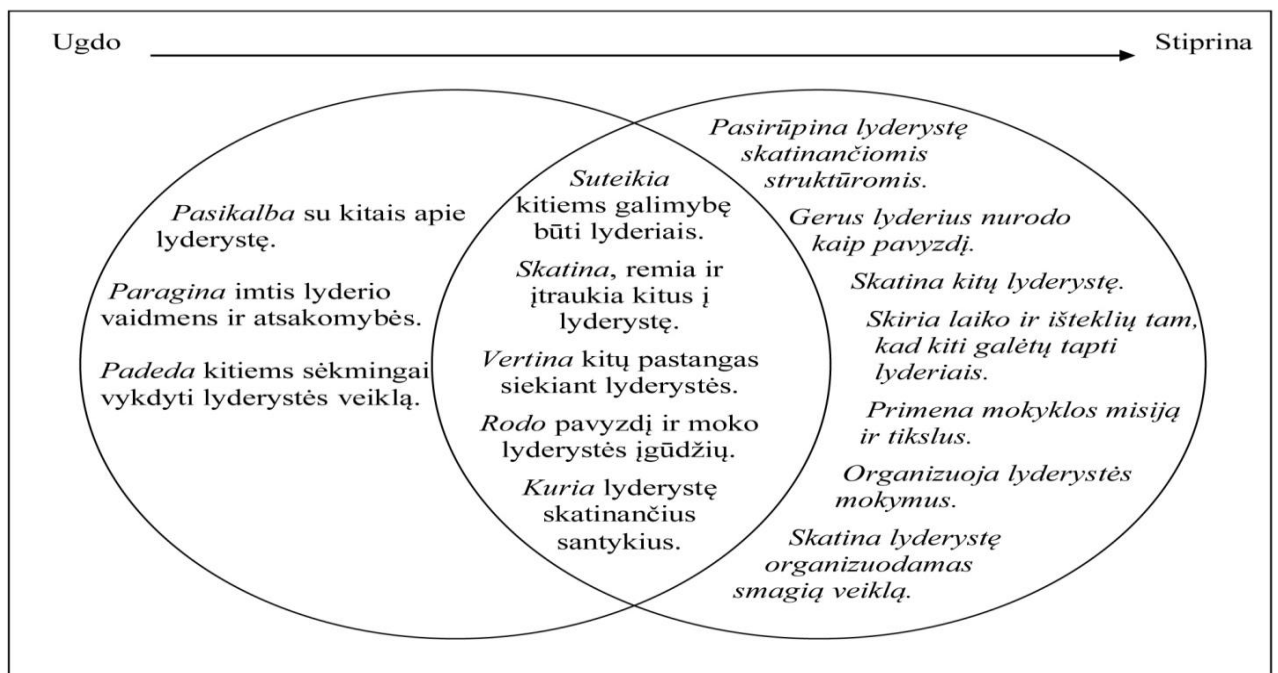 Ugdo
Stiprina
Pasikalba su kitais apie
lyderystę.
Paragina imtis lyderio
vaidmens ir atsakomybės.
Padeda kitiems sėkmingai
vykdyti lyderystės veiklą.
Suteikia
kitiems galimybę
būti lyderiais.
Skatina, remia ir
įtraukia kitus į
lyderystę.
Vertina kitų pastangas
siekiant lyderystės.
Rodo pavyzdį ir moko
lyderystės įgūdžių.
Kuria lyderystę
skatinančius
santykius.
Pasirūpina lyderystę
skatinančiomis
struktūromis.
Gerus lyderius nurodo
kaip pavyzdį.
Skatina kitų lyderystę.
Skiria laiko ir išteklių tam,
kad kiti galėtų tapti
lyderiais.
Primena mokyklos misiją
ir tikslus.
Organizuoja lyderystės
mokymus.
Skatina lyderystę
organizuodamas
smagią veiklą.